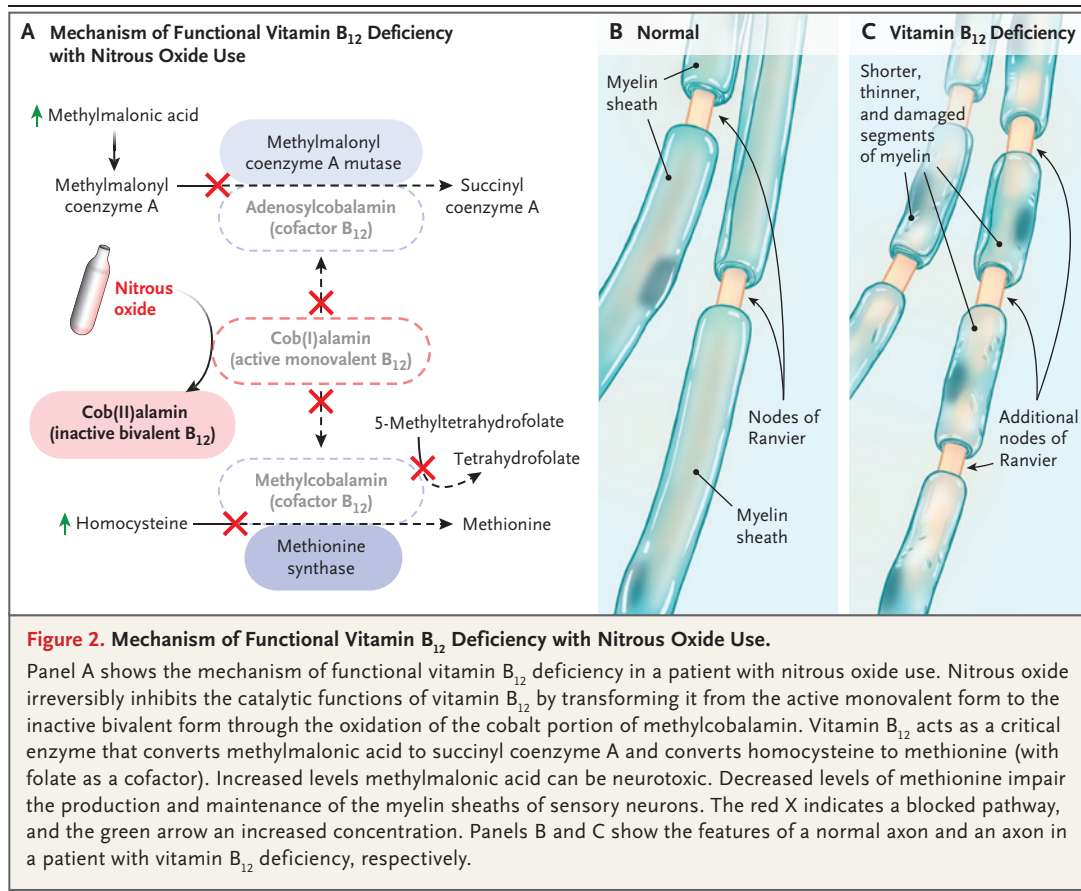 A Mechanism of Functional Vitamin B12 Deficiency
with Nitrous Oxide Use
Methylmalonic acid
Methylmalonyl
coenzyme A
Methylmalonyl
coenzyme A mutase
Adenosylcobalamin
(cofactor B12)
Succinyl
coenzyme A
Nitrous
oxide
Cob(I)alamin
(active monovalent B12)
Cob(II)alamin
(inactive bivalent B12)
5-Methyltetrahydrofolate
Tetrahydrofolate
Methylcobalamin
(cofactor B12)
Homocysteine
Methionine
Methionine
synthase
B Normal
Myelin
sheath
Nodes of
Ranvier
Myelin
sheath
C Vitamin B12 Deficiency
Shorter,
thinner,
and damaged
segments
of myelin
Additional
nodes of
Ranvier
Figure 2. Mechanism of Functional Vitamin B12 Deficiency with Nitrous Oxide Use.
Panel A shows the mechanism of functional vitamin B12 deficiency in a patient with nitrous oxide use. Nitrous oxide
irreversibly inhibits the catalytic functions of vitamin B12 by transforming it from the active monovalent form to the
inactive bivalent form through the oxidation of the cobalt portion of methylcobalamin. Vitamin B12 acts as a critical
enzyme that converts methylmalonic acid to succinyl coenzyme A and converts homocysteine to methionine (with
folate as a cofactor). Increased levels methylmalonic acid can be neurotoxic. Decreased levels of methionine impair
the production and maintenance of the myelin sheaths of sensory neurons. The red X indicates a blocked pathway,
and the green arrow an increased concentration. Panels B and C show the features of a normal axon and an axon in
a patient with vitamin B12 deficiency, respectively.